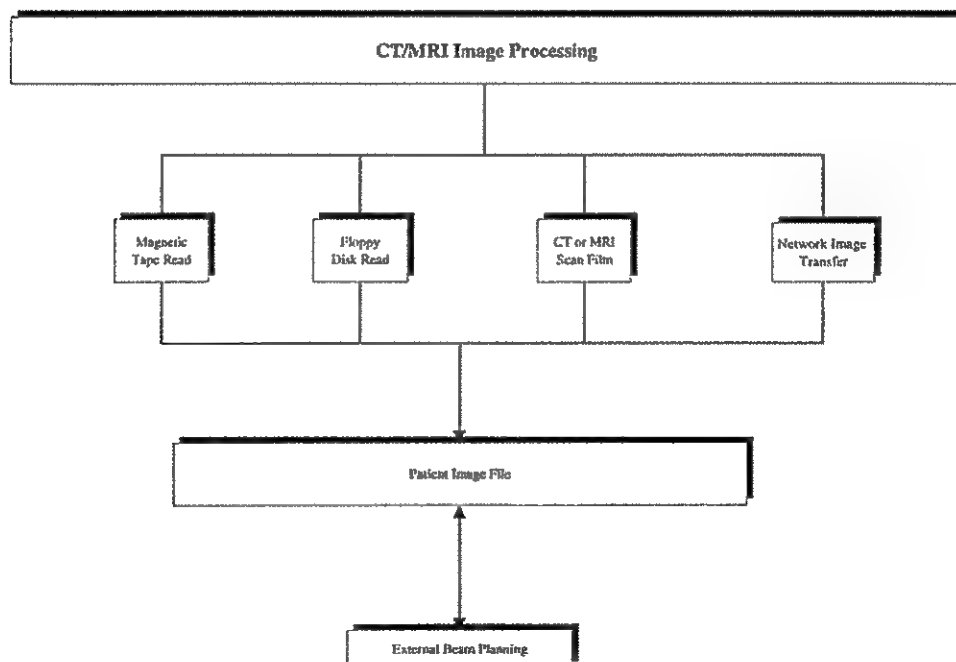 CT/MRI Image Processing
Magnetic
Tape Read
Floppy
Disk Read
CT or MRI
Scan Film
Network Image
Transfer
Patient Image File
External Beam Planning